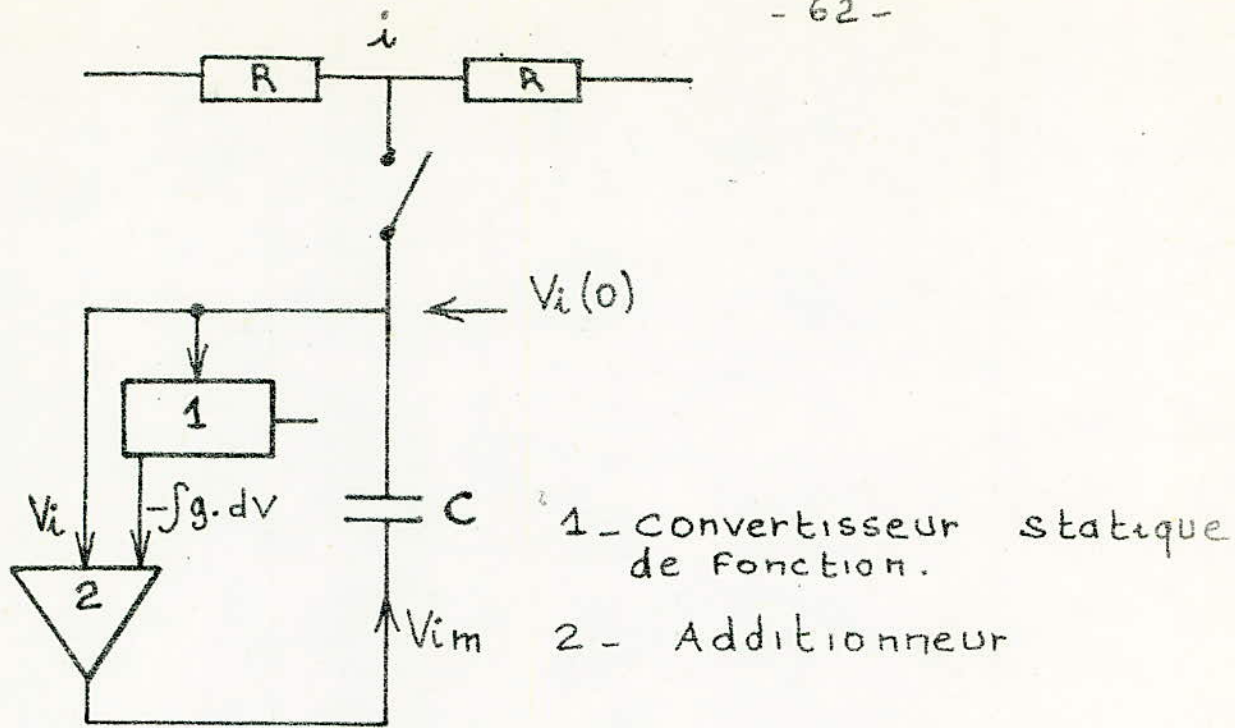 - 62 -
i
R
R
Vi(0)
1
Vi
-∫g.dV
C
1 - Convertisseur statique
de Fonction.
2
Vim
2 - Additionneur